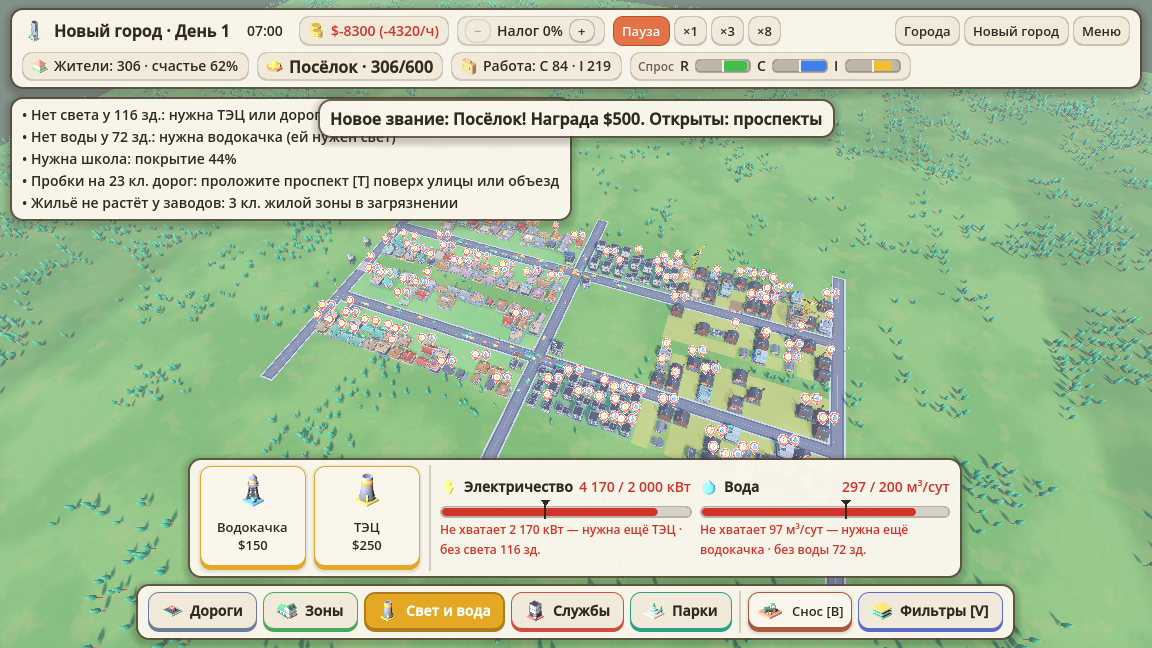 Новый город · День 1
07:00
$-8300 (-4320/ч)
− Налог 0% +
Пауза
×1
×3
×8
Города
Новый город
Меню
Жители: 306 · счастье 62%
Посёлок · 306/600
Работа: C 84 · I 219
Спрос R C I
• Нет света у 116 зд.: нужна ТЭЦ или
Новое звание: Посёлок! Награда $500. Открыты: проспекты
• Нет воды у 72 зд.: нужна водокачка (ей нужен свет)
• Нужна школа: покрытие 44%
• Пробки на 23 кл. дорог: проложите проспект [T] поверх улицы или объезд
• Жильё не растёт у заводов: 3 кл. жилой зоны в загрязнении
Водокачка
$150
ТЭЦ
$250
Электричество 4 170 / 2 000 кВт
Не хватает 2 170 кВт — нужна ещё ТЭЦ ·
без света 116 зд.
Вода 297 / 200 м³/сут
Не хватает 97 м³/сут — нужна ещё
водокачка · без воды 72 зд.
Дороги
Зоны
Свет и вода
Службы
Парки
Снос [B]
Фильтры [V]